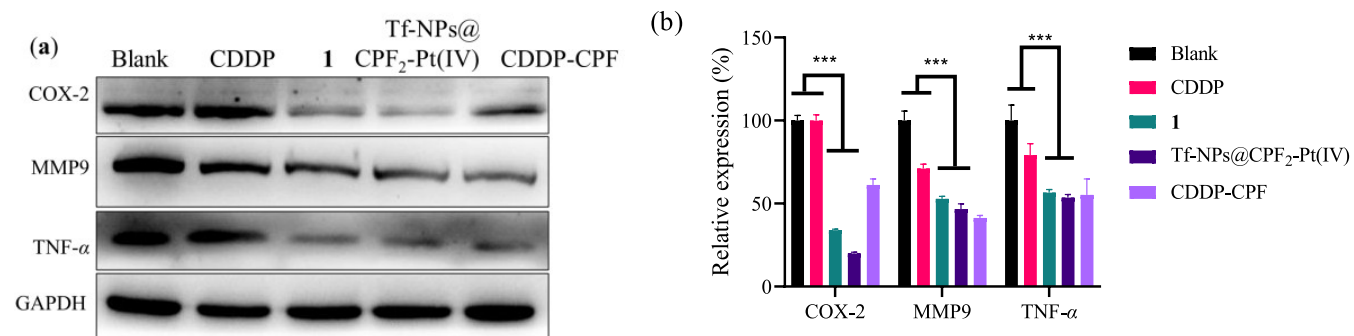 (a)
Blank CDDP 1 Tf-NPs@
CPF₂-Pt(IV) CDDP-CPF
COX-2
MMP9
TNF-α
GAPDH
(b)
Relative expression (%)
150
100
50
0
***
***
***
COX-2 MMP9 TNF-α
Blank
CDDP
1
Tf-NPs@CPF₂-Pt(IV)
CDDP-CPF